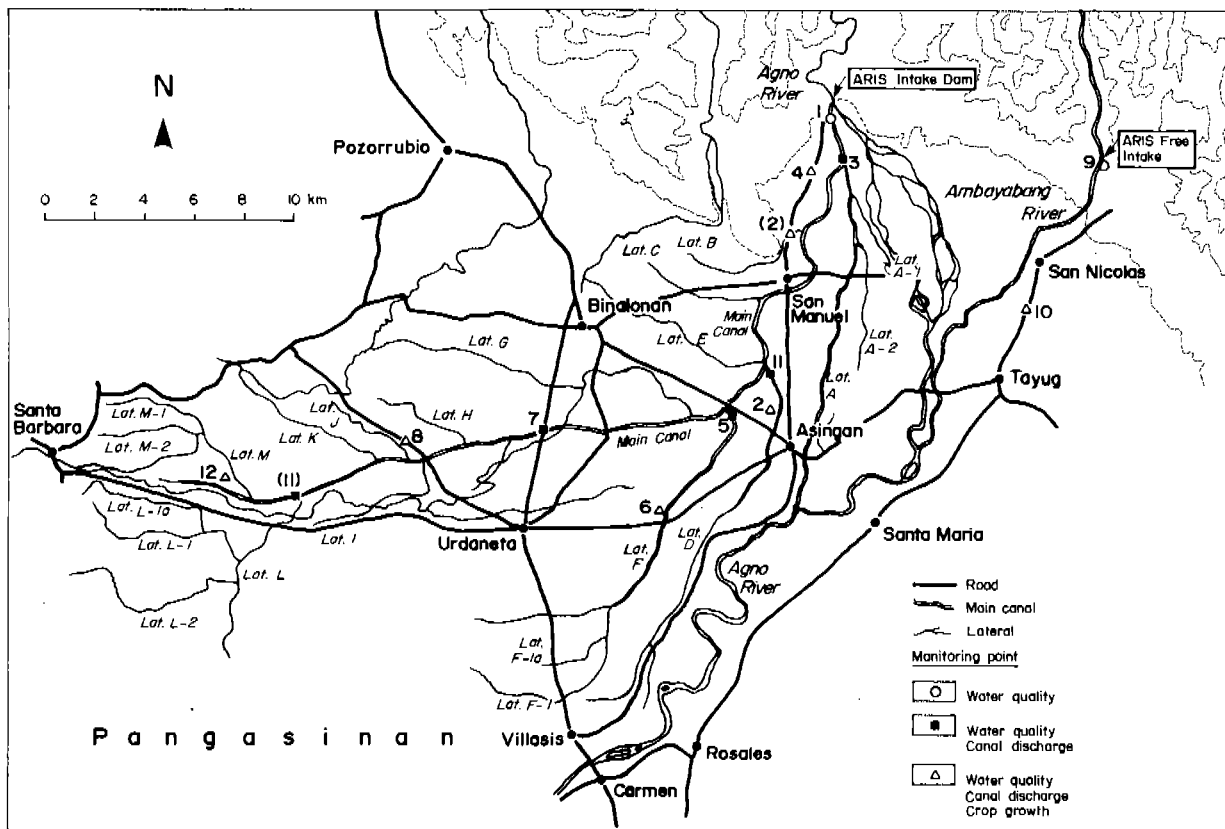 Agno
River
ARIS Intake Dam
N
1
Pozorrubio
3
ARIS Free
Intake
9
4
0 2 4 6 8 10 km
Ambayabang
River
(2)
Lat. B
Lat. C
Lat.
A-1
San Nicolas
San
Manuel
Main
Canal
10
Binalonan
Lat. E
Lat. G
Lat.
A-2
11
Tayug
Lat.
A
Santa
Barbara
Lat. M-1
Lat.
J
Lat. H
7
2
5
Lat. M-2
Lat. K
8
Main Canal
Asingan
Lat. M
12
(11)
6
Lat. L-1a
Lat. I
Urdaneta
Lat.
D
Santa Maria
Lat. L-1
Lat.
F
Lat. L
Agno
River
Lat. L-2
Lat.
F-1a
Lat. F-1
Pangasinan
Villasis
Rosales
Carmen
Road
Main canal
Lateral
Manitoring point
Water quality
Water quality
Canal discharge
Water quality
Canal discharge
Crop growth